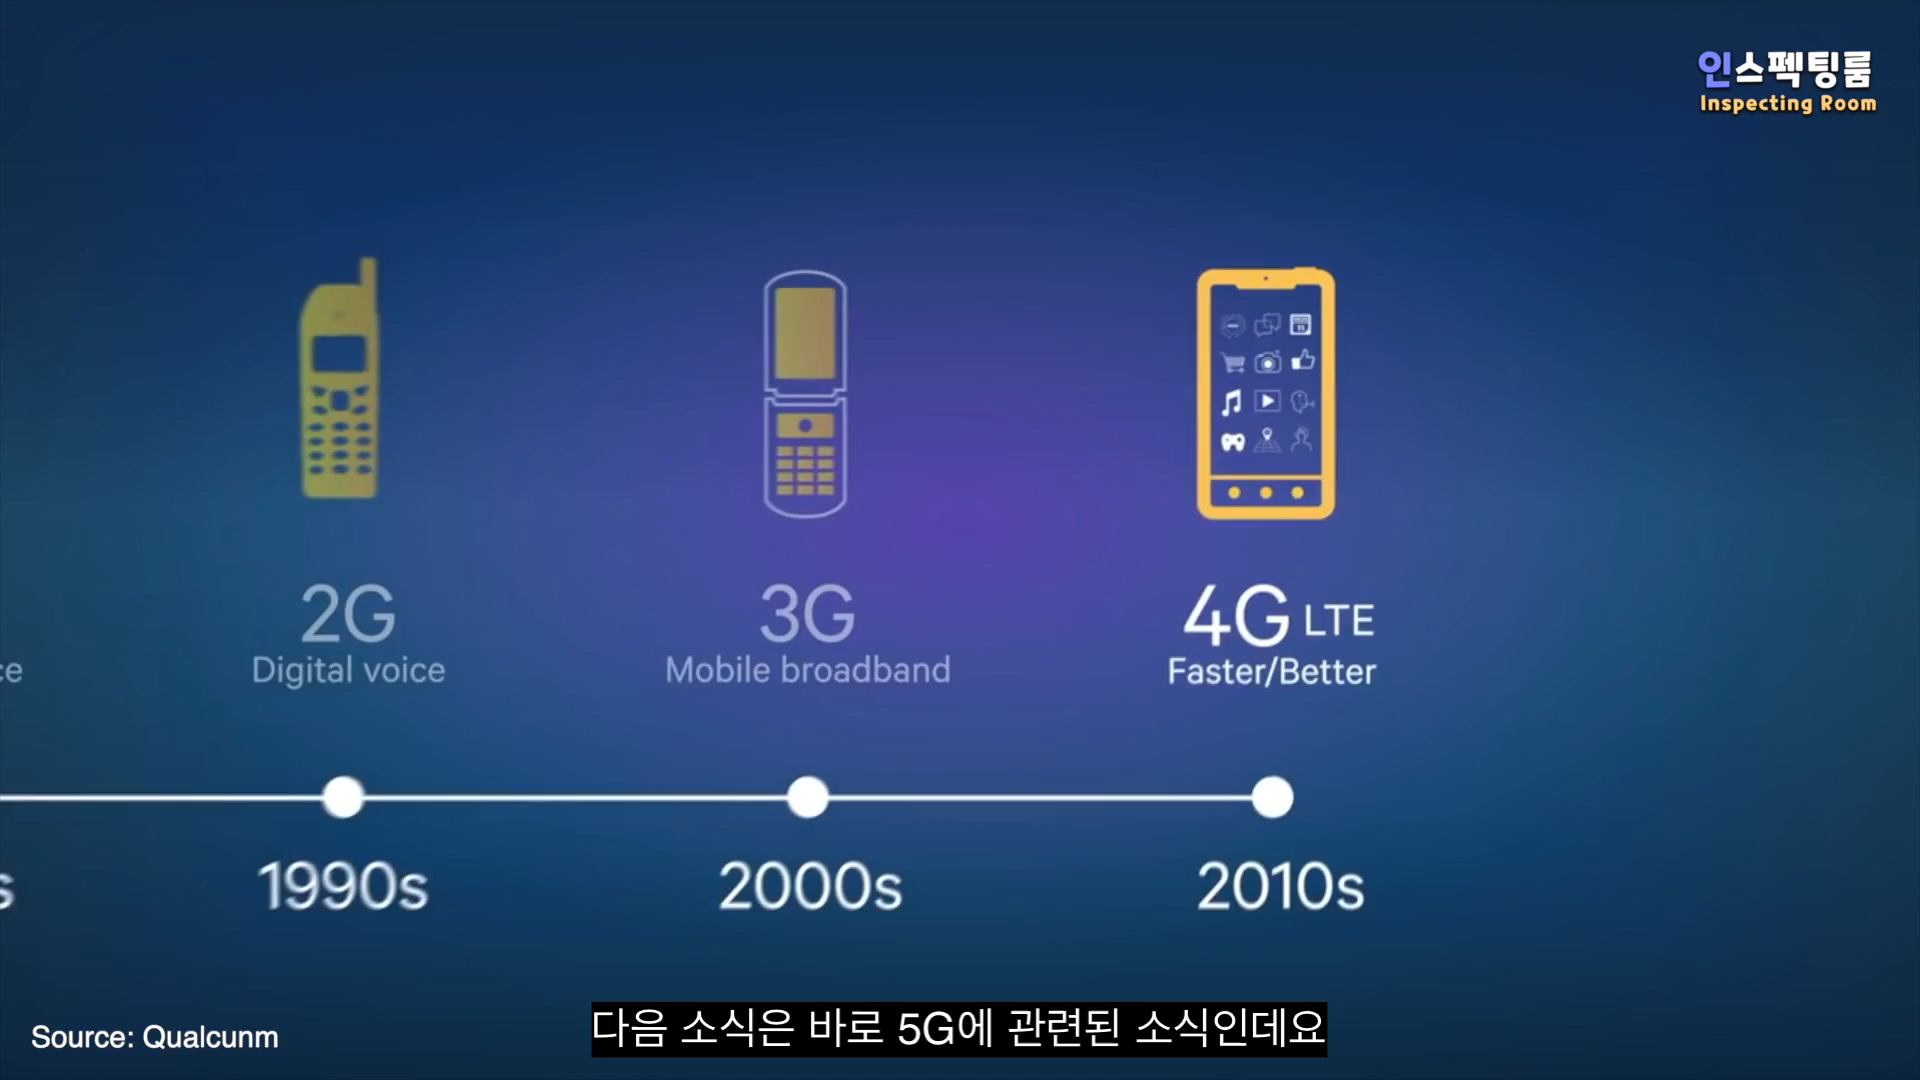 인스펙팅룸
Inspecting Room
2G
Digital voice
3G
Mobile broadband
4G LTE
Faster/Better
1990s
2000s
2010s
다음 소식은 바로 5G에 관련된 소식인데요
Source: Qualcunm